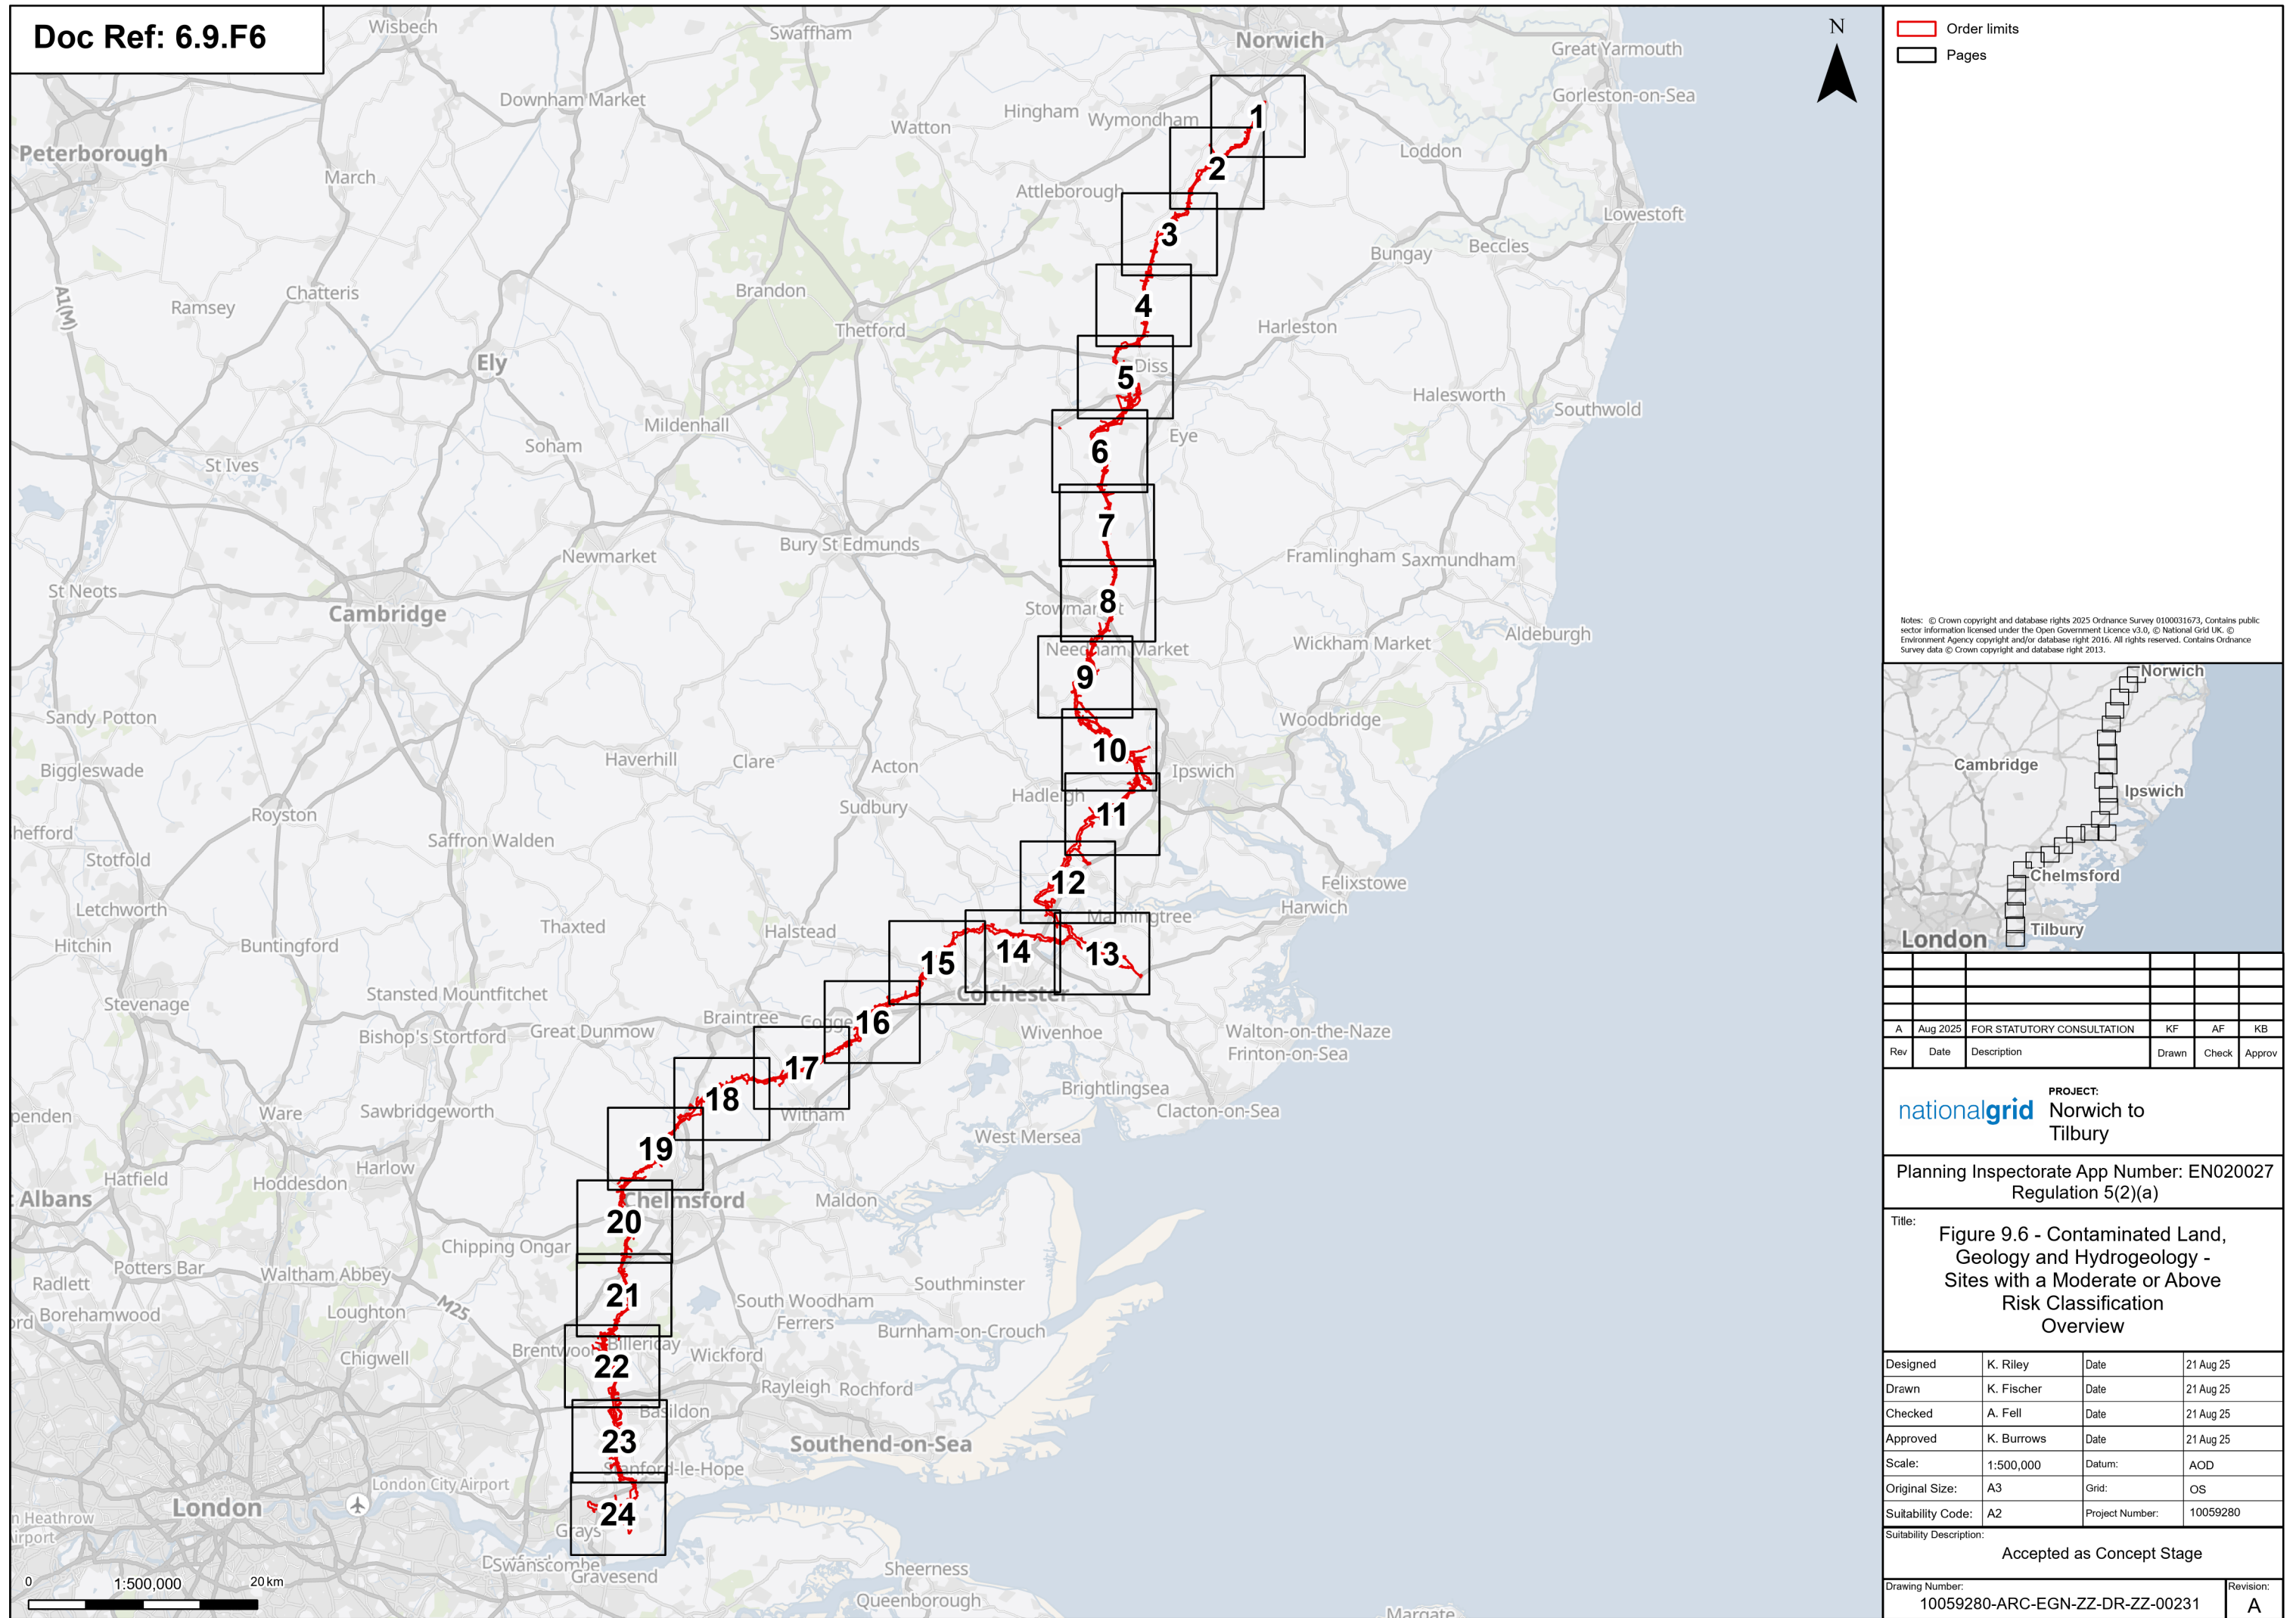 Doc Ref: 6.9.F6
Wisbech
Swaffham
Norwich
Great Yarmouth
N
Downham Market
Hingham
Wymondham
Watton
Gorleston-on-Sea
1
Peterborough
March
Loddon
2
Attleborough
Lowestoft
3
Bungay
Beccles
A1(M)
Ramsey
Chatteris
Brandon
Thetford
4
Harleston
Ely
Diss
5
Halesworth
Southwold
Mildenhall
Soham
Eye
6
St Ives
7
Newmarket
Bury St Edmunds
Framlingham
Saxmundham
St Neots
Cambridge
Stowmarket
8
Wickham Market
Aldeburgh
Needham Market
9
Sandy Potton
Woodbridge
Haverhill
Clare
Acton
10
Ipswich
Biggleswade
Hadleigh
11
Sudbury
Royston
hefford
Saffron Walden
Stotfold
12
Felixstowe
Letchworth
Thaxted
Halstead
Manningtree
Harwich
Hitchin
Buntingford
15
14
13
Stevenage
Stansted Mountfitchet
Colchester
Braintree
Cogge
16
Bishop's Stortford
Great Dunmow
Wivenhoe
Walton-on-the-Naze
Frinton-on-Sea
17
18
Brightlingsea
penden
Ware
Sawbridgeworth
Witham
Clacton-on-Sea
West Mersea
19
Hatfield
Hoddesdon
Harlow
Albans
Chelmsford
Maldon
20
Chipping Ongar
Potters Bar
Radlett
Waltham Abbey
Southminster
21
Borehamwood
Loughton
M25
South Woodham
Ferrers
Burnham-on-Crouch
Brentwood
Billericay
Wickford
Chigwell
22
Rayleigh
Rochford
Basildon
23
Southend-on-Sea
Stanford-le-Hope
London City Airport
London
24
n Heathrow
irport
Grays
Swanscombe
Gravesend
Sheerness
Queenborough
Margate
0
1:500,000
20 km
Order limits
Pages
Notes: © Crown copyright and database rights 2025 Ordnance Survey 0100031673, Contains public
sector information licensed under the Open Government Licence v3.0, © National Grid UK. ©
Environment Agency copyright and/or database right 2016. All rights reserved. Contains Ordnance
Survey data © Crown copyright and database right 2013.
Norwich
Cambridge
Ipswich
Chelmsford
Tilbury
London
A Aug 2025 FOR STATUTORY CONSULTATION KF AF KB
Rev Date Description Drawn Check Approv
nationalgrid
PROJECT:
Norwich to
Tilbury
Planning Inspectorate App Number: EN020027
Regulation 5(2)(a)
Title:
Figure 9.6 - Contaminated Land,
Geology and Hydrogeology -
Sites with a Moderate or Above
Risk Classification
Overview
Designed K. Riley Date 21 Aug 25
Drawn K. Fischer Date 21 Aug 25
Checked A. Fell Date 21 Aug 25
Approved K. Burrows Date 21 Aug 25
Scale: 1:500,000 Datum: AOD
Original Size: A3 Grid: OS
Suitability Code: A2 Project Number: 10059280
Suitability Description:
Accepted as Concept Stage
Drawing Number:
10059280-ARC-EGN-ZZ-DR-ZZ-00231
Revision:
A